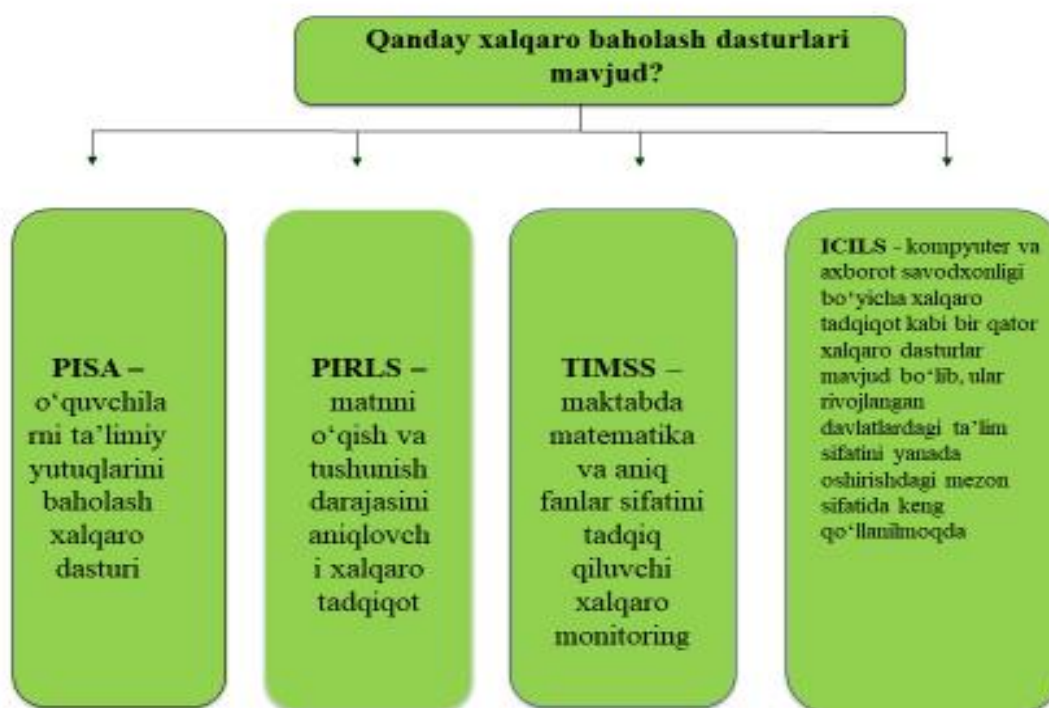 Qanday xalqaro baholash dasturlari
mavjud?
PISA –
o‘quvchila
rni ta’limiy
yutuqlarini
baholash
xalqaro
dasturi
PIRLS –
matnni
o‘qish va
tushunish
darajasini
aniqlovch
i xalqaro
tadqiqot
TIMSS –
maktabda
matematika
va aniq
fanlar sifatini
tadqiq
qiluvchi
xalqaro
monitoring
ICILS - kompyuter va
axborot savodxonligi
bo‘yicha xalqaro
tadqiqot kabi bir qator
xalqaro dasturlar
mavjud bo‘lib, ular
rivojlangan
davlatlardagi ta’lim
sifatini yanada
oshirishdagi mezon
sifatida keng
qo‘llanilmoqda